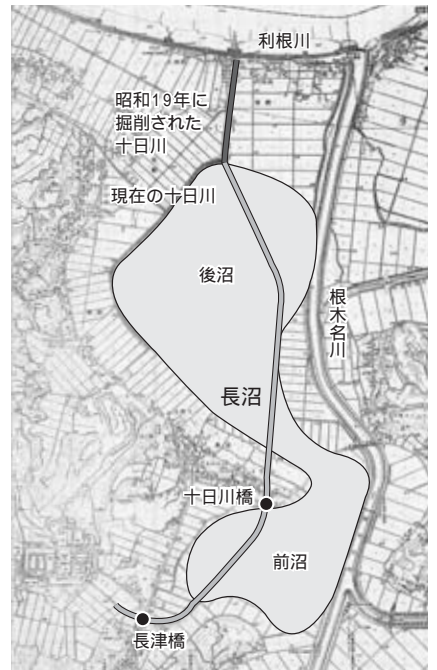 利根川
昭和19年に
掘削された
十日川
現在の十日川
後沼
根木名川
長沼
十日川橋
前沼
長津橋